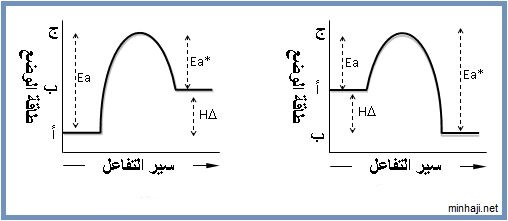 ج
Ea
Ea*
HΔ
ب
أ
طاقة الوضع
سير التفاعل
ج
Ea
Ea*
أ
HΔ
ب
طاقة الوضع
سير التفاعل
minhaji.net